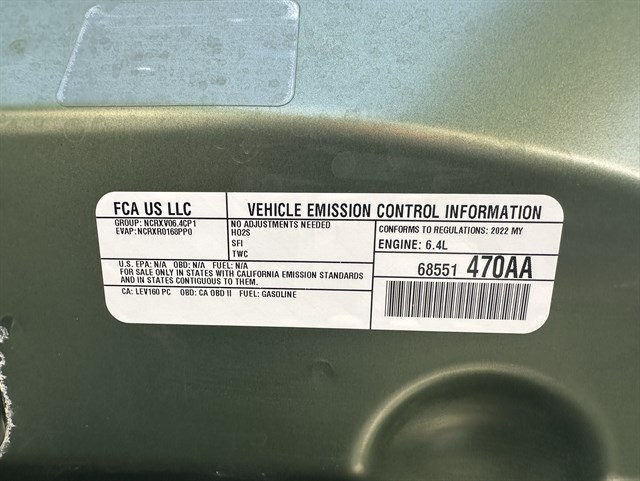 FCA US LLC
VEHICLE EMISSION CONTROL INFORMATION
GROUP: NCRXV06.4CP1
EVAP: NCRXR0168PP0
NO ADJUSTMENTS NEEDED
HO2S
SFI
TWC
CONFORMS TO REGULATIONS: 2022 MY
ENGINE: 6.4L
68551 470AA
U.S. EPA: N/A OBD: N/A FUEL: N/A
FOR SALE ONLY IN STATES WITH CALIFORNIA EMISSION STANDARDS
AND IN STATES CONTIGUOUS TO THEM.
CA: LEV160 PC OBD: CA OBD II FUEL: GASOLINE